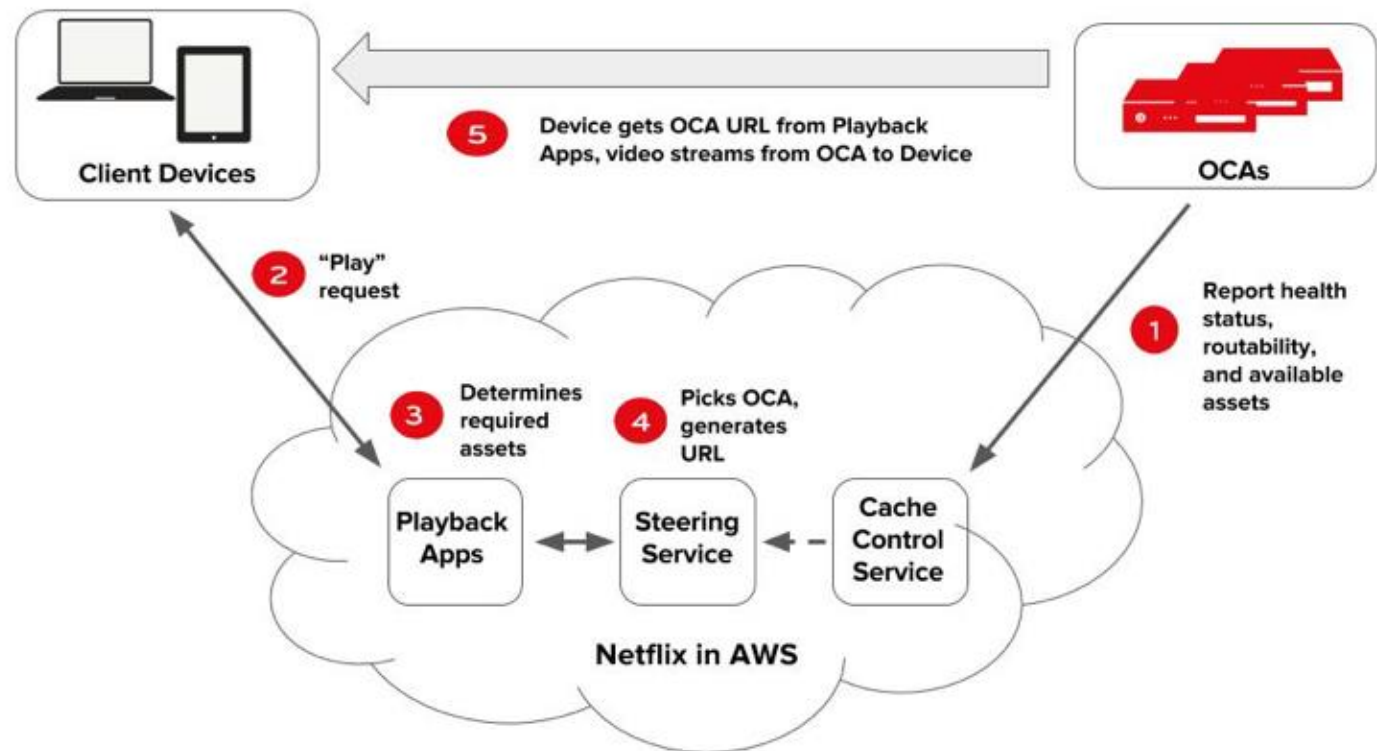 Client Devices
5
Device gets OCA URL from Playback
Apps, video streams from OCA to Device
OCAs
2
“Play”
request
1
Report health
status,
routability,
and available
assets
3
Determines
required
assets
4
Picks OCA,
generates
URL
Playback
Apps
Steering
Service
Cache
Control
Service
Netflix in AWS